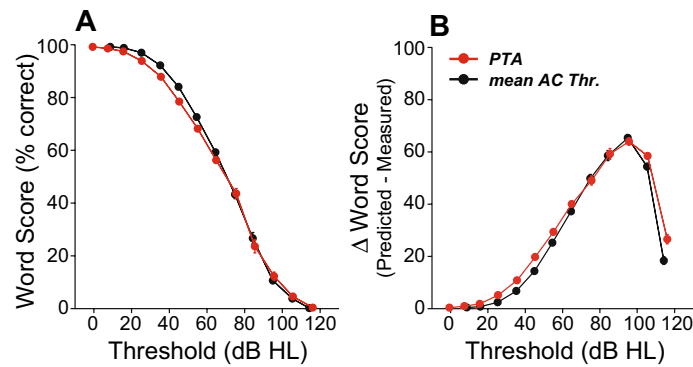 A
Word Score (% correct)
100
80
60
40
20
0
0 20 40 60 80 100 120
Threshold (dB HL)
B
PTA
mean AC Thr.
Δ Word Score
(Predicted - Measured)
100
80
60
40
20
0
0 20 40 60 80 100 120
Threshold (dB HL)